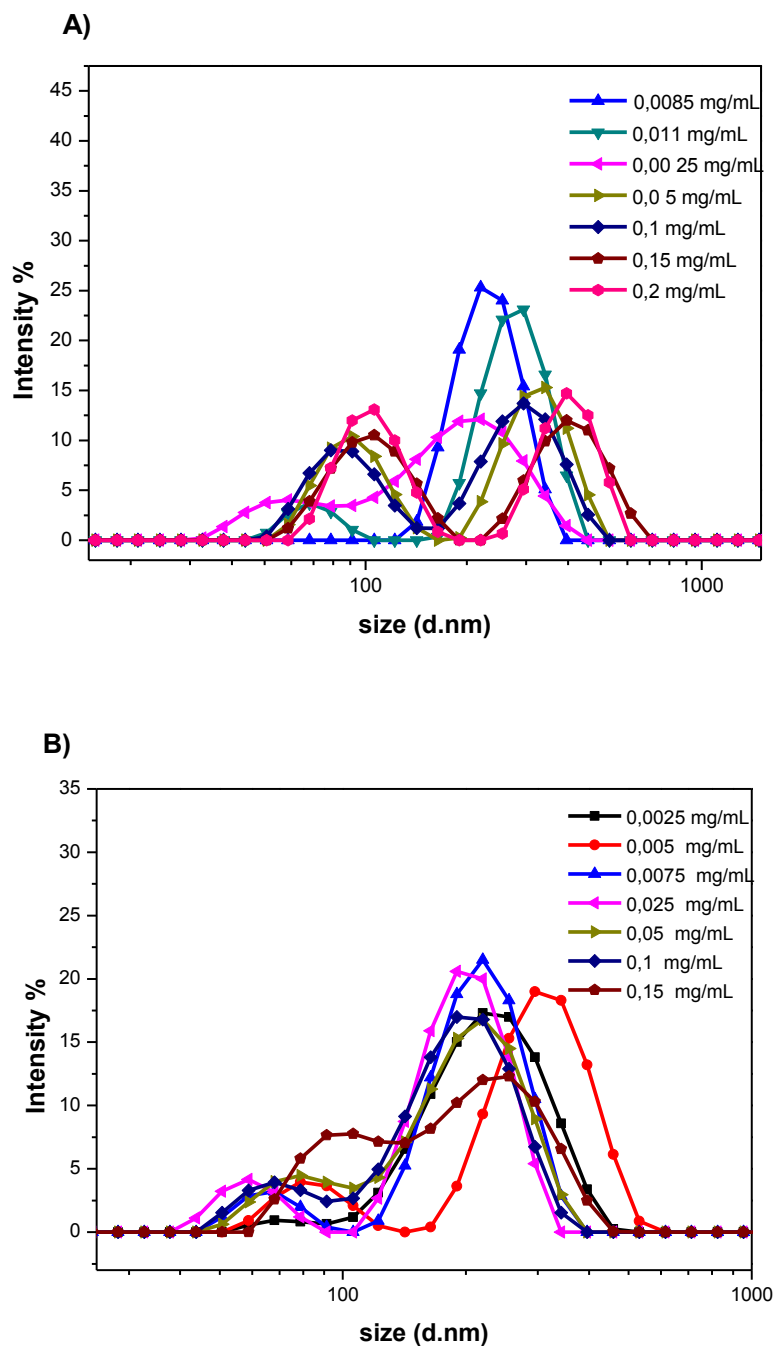 A)
45
40
35
30
25
20
15
10
5
0
Intensity %
0,0085 mg/mL
0,011 mg/mL
0,00 25 mg/mL
0,0 5 mg/mL
0,1 mg/mL
0,15 mg/mL
0,2 mg/mL
100 1000
size (d.nm)
B)
35
30
25
20
15
10
5
0
Intensity %
0,0025 mg/mL
0,005 mg/mL
0,0075 mg/mL
0,025 mg/mL
0,05 mg/mL
0,1 mg/mL
0,15 mg/mL
100 1000
size (d.nm)